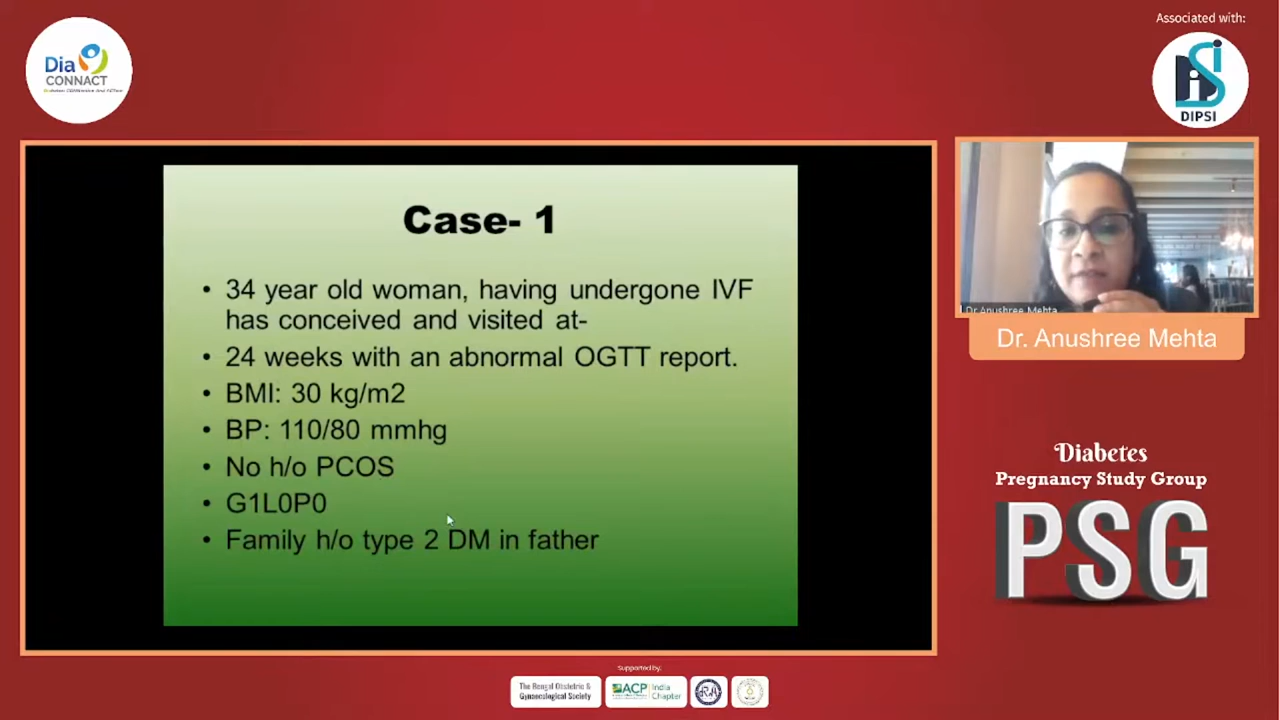 Associated with:
Dia
CONNACT
DIPSI
Case- 1
• 34 year old woman, having undergone IVF
has conceived and visited at-
• 24 weeks with an abnormal OGTT report.
• BMI: 30 kg/m2
• BP: 110/80 mmhg
• No h/o PCOS
• G1L0P0
• Family h/o type 2 DM in father
Dr Anushree Mehta
Dr. Anushree Mehta
Diabetes
Pregnancy Study Group
PSG
Supported by:
The Bengal Obstetric &
Gynaecological Society
ACP
India
Chapter